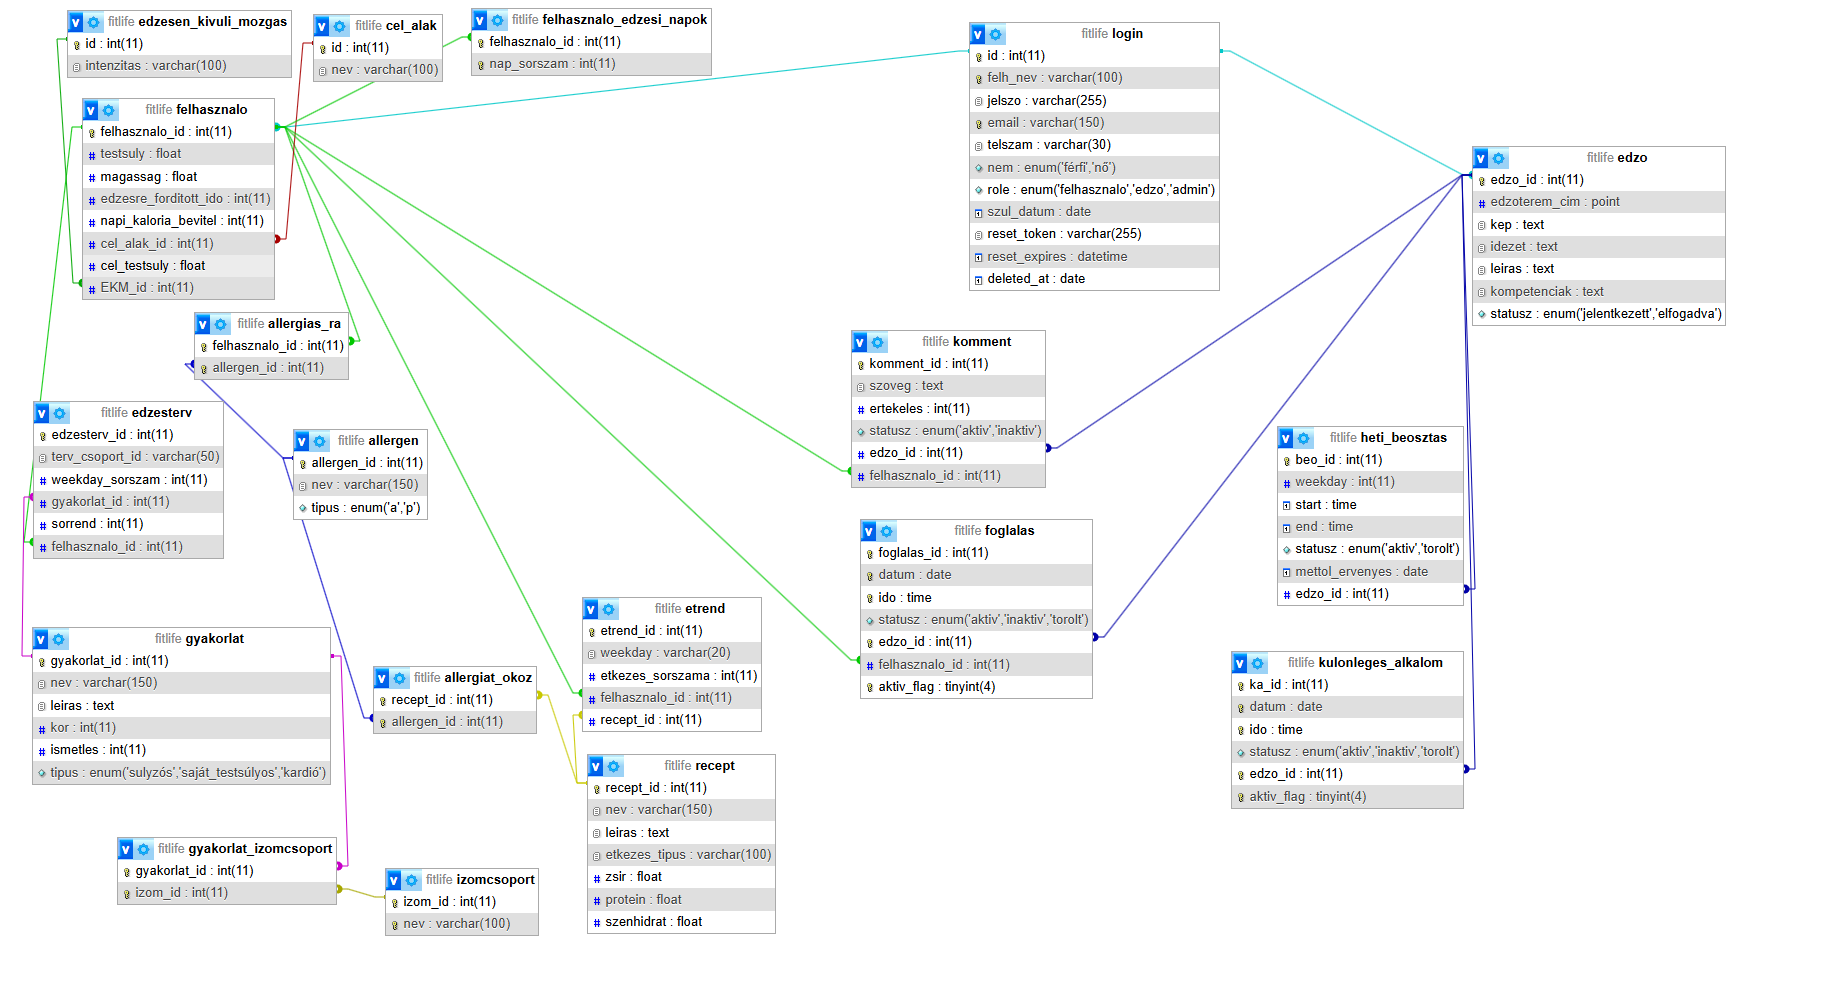 fitlife edzesen_kivuli_mozgas
id : int(11)
intenzitas : varchar(100)
fitlife cel_alak
id : int(11)
nev : varchar(100)
fitlife felhasznalo_edzesi_napok
felhasznalo_id : int(11)
nap_sorszam : int(11)
fitlife login
id : int(11)
felh_nev : varchar(100)
jelszo : varchar(255)
email : varchar(150)
telszam : varchar(30)
nem : enum('férfi','nő')
role : enum('felhasznalo','edzo','admin')
szul_datum : date
reset_token : varchar(255)
reset_expires : datetime
deleted_at : date
fitlife felhasznalo
felhasznalo_id : int(11)
testsuly : float
magassag : float
edzesre_forditott_ido : int(11)
napi_kaloria_bevitel : int(11)
cel_alak_id : int(11)
cel_testsuly : float
EKM_id : int(11)
fitlife edzo
edzo_id : int(11)
edzoterem_cim : point
kep : text
idezet : text
leiras : text
kompetenciak : text
statusz : enum('jelentkezett','elfogadva')
fitlife allergias_ra
felhasznalo_id : int(11)
allergen_id : int(11)
fitlife komment
komment_id : int(11)
szoveg : text
ertekeles : int(11)
statusz : enum('aktiv','inaktiv')
edzo_id : int(11)
felhasznalo_id : int(11)
fitlife edzesterv
edzesterv_id : int(11)
terv_csoport_id : varchar(50)
weekday_sorszam : int(11)
gyakorlat_id : int(11)
sorrend : int(11)
felhasznalo_id : int(11)
fitlife allergen
allergen_id : int(11)
nev : varchar(150)
tipus : enum('a','p')
fitlife heti_beosztas
beo_id : int(11)
weekday : int(11)
start : time
end : time
statusz : enum('aktiv','torolt')
mettol_ervenyes : date
edzo_id : int(11)
fitlife foglalas
foglalas_id : int(11)
datum : date
ido : time
statusz : enum('aktiv','inaktiv','torolt')
edzo_id : int(11)
felhasznalo_id : int(11)
aktiv_flag : tinyint(4)
fitlife etrend
etrend_id : int(11)
weekday : varchar(20)
etkezes_sorszama : int(11)
felhasznalo_id : int(11)
recept_id : int(11)
fitlife gyakorlat
gyakorlat_id : int(11)
nev : varchar(150)
leiras : text
kor : int(11)
ismetles : int(11)
tipus : enum('sulyzós','saját_testsúlyos','kardió')
fitlife allergiat_okoz
recept_id : int(11)
allergen_id : int(11)
fitlife kulonleges_alkalom
ka_id : int(11)
datum : date
ido : time
statusz : enum('aktiv','inaktiv','torolt')
edzo_id : int(11)
aktiv_flag : tinyint(4)
fitlife recept
recept_id : int(11)
nev : varchar(150)
leiras : text
etkezes_tipus : varchar(100)
zsir : float
protein : float
szenhidrat : float
fitlife gyakorlat_izomcsoport
gyakorlat_id : int(11)
izom_id : int(11)
fitlife izomcsoport
izom_id : int(11)
nev : varchar(100)